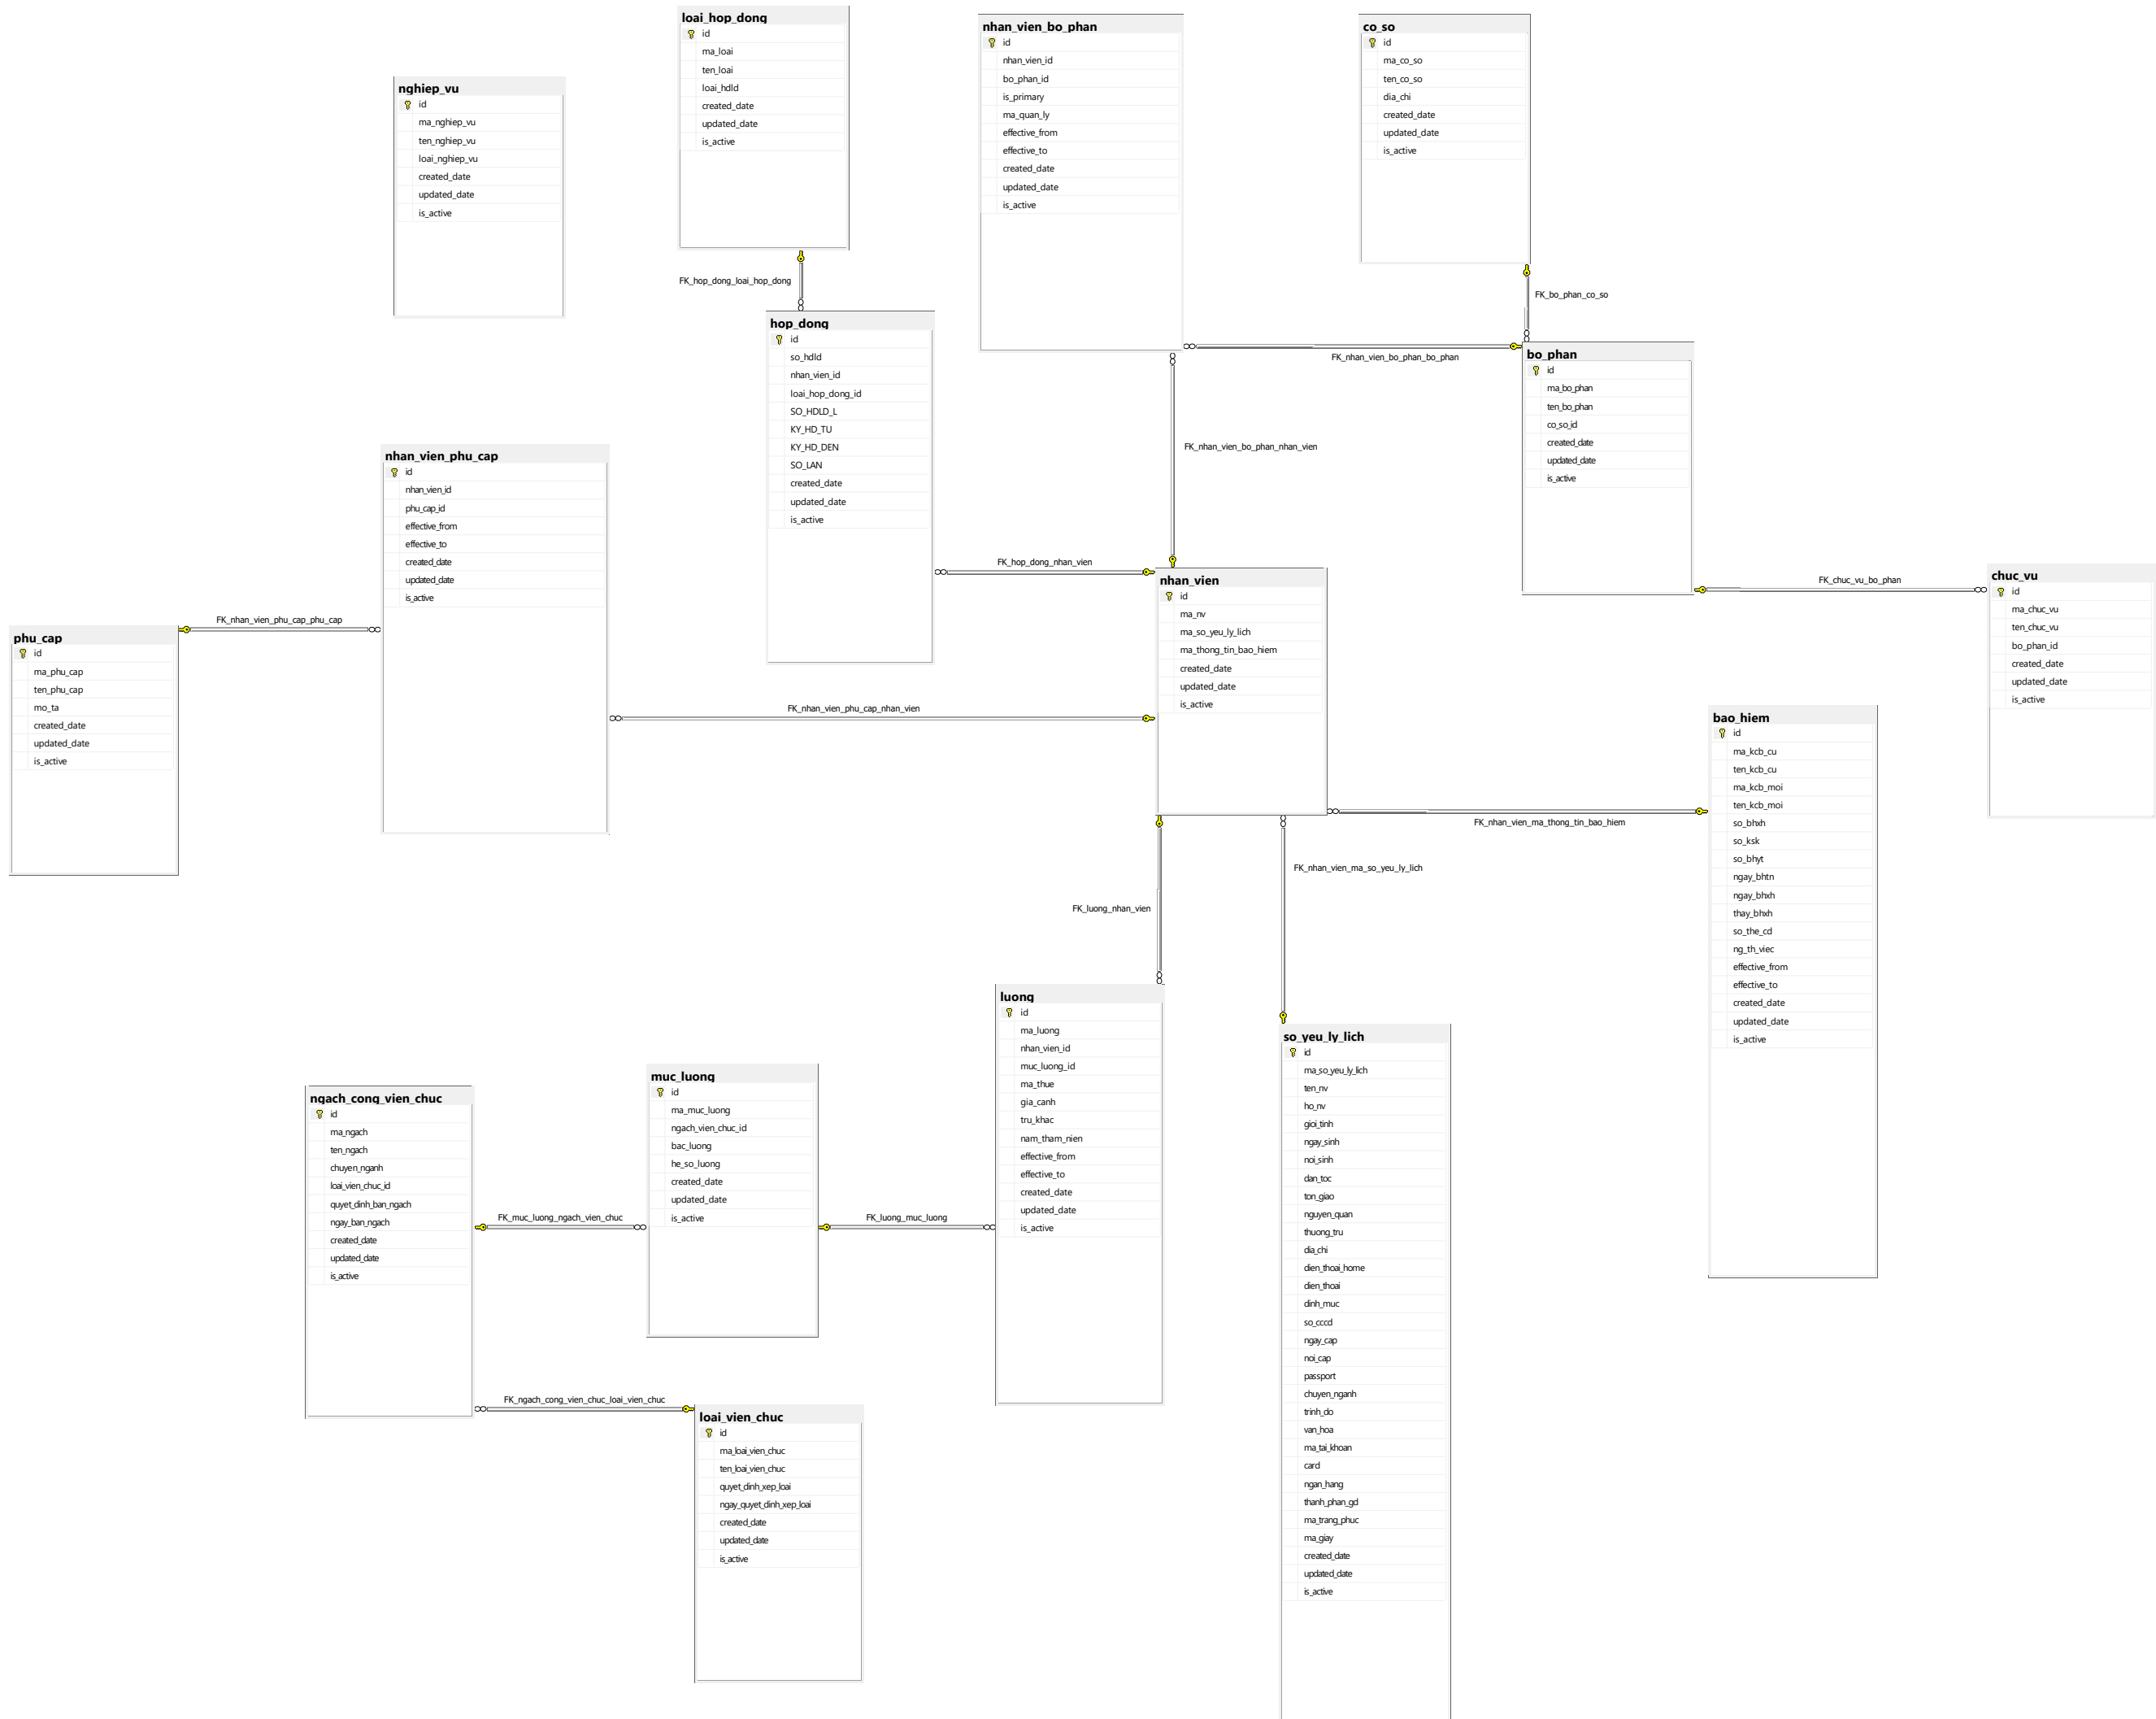 loai_hop_dong
id
ma_loai
ten_loai
loai_hdld
created_date
updated_date
is_active
nhan_vien_bo_phan
id
nhan_vien_id
bo_phan_id
is_primary
ma_quan_ly
effective_from
effective_to
created_date
updated_date
is_active
co_so
id
ma_co_so
ten_co_so
dia_chi
created_date
updated_date
is_active
nghiep_vu
id
ma_nghiep_vu
ten_nghiep_vu
loai_nghiep_vu
created_date
updated_date
is_active
FK_hop_dong_loai_hop_dong
FK_bo_phan_co_so
hop_dong
id
so_hdld
nhan_vien_id
loai_hop_dong_id
SO_HDLD_L
KY_HD_TU
KY_HD_DEN
SO_LAN
created_date
updated_date
is_active
FK_nhan_vien_bo_phan_bo_phan
bo_phan
id
ma_bo_phan
ten_bo_phan
co_so_id
created_date
updated_date
is_active
FK_nhan_vien_bo_phan_nhan_vien
nhan_vien_phu_cap
id
nhan_vien_id
phu_cap_id
effective_from
effective_to
created_date
updated_date
is_active
FK_hop_dong_nhan_vien
nhan_vien
id
ma_nv
ma_so_yeu_ly_lich
ma_thong_tin_bao_hiem
created_date
updated_date
is_active
FK_chuc_vu_bo_phan
chuc_vu
id
ma_chuc_vu
ten_chuc_vu
bo_phan_id
created_date
updated_date
is_active
FK_nhan_vien_phu_cap_phu_cap
phu_cap
id
ma_phu_cap
ten_phu_cap
mo_ta
created_date
updated_date
is_active
FK_nhan_vien_phu_cap_nhan_vien
bao_hiem
id
ma_kcb_cu
ten_kcb_cu
ma_kcb_moi
ten_kcb_moi
so_bhxh
so_ksk
so_bhyt
ngay_bhtn
ngay_bhxh
thay_bhxh
so_the_cd
ng_th_viec
effective_from
effective_to
created_date
updated_date
is_active
FK_nhan_vien_ma_thong_tin_bao_hiem
FK_nhan_vien_ma_so_yeu_ly_lich
FK_luong_nhan_vien
luong
id
ma_luong
nhan_vien_id
muc_luong_id
ma_thue
gia_canh
tru_khac
nam_tham_nien
effective_from
effective_to
created_date
updated_date
is_active
so_yeu_ly_lich
id
ma_so_yeu_ly_lich
ten_nv
ho_nv
gioi_tinh
ngay_sinh
noi_sinh
dan_toc
ton_giao
nguyen_quan
thuong_tru
dia_chi
dien_thoai_home
dien_thoai
dinh_muc
so_cccd
ngay_cap
noi_cap
passport
chuyen_nganh
trinh_do
van_hoa
ma_tai_khoan
card
ngan_hang
thanh_phan_gd
ma_trang_phuc
ma_giay
created_date
updated_date
is_active
muc_luong
id
ma_muc_luong
ngach_vien_chuc_id
bac_luong
he_so_luong
created_date
updated_date
is_active
ngach_cong_vien_chuc
id
ma_ngach
ten_ngach
chuyen_nganh
loai_vien_chuc_id
quyet_dinh_ban_ngach
ngay_ban_ngach
created_date
updated_date
is_active
FK_muc_luong_ngach_vien_chuc
FK_luong_muc_luong
FK_ngach_cong_vien_chuc_loai_vien_chuc
loai_vien_chuc
id
ma_loai_vien_chuc
ten_loai_vien_chuc
quyet_dinh_xep_loai
ngay_quyet_dinh_xep_loai
created_date
updated_date
is_active